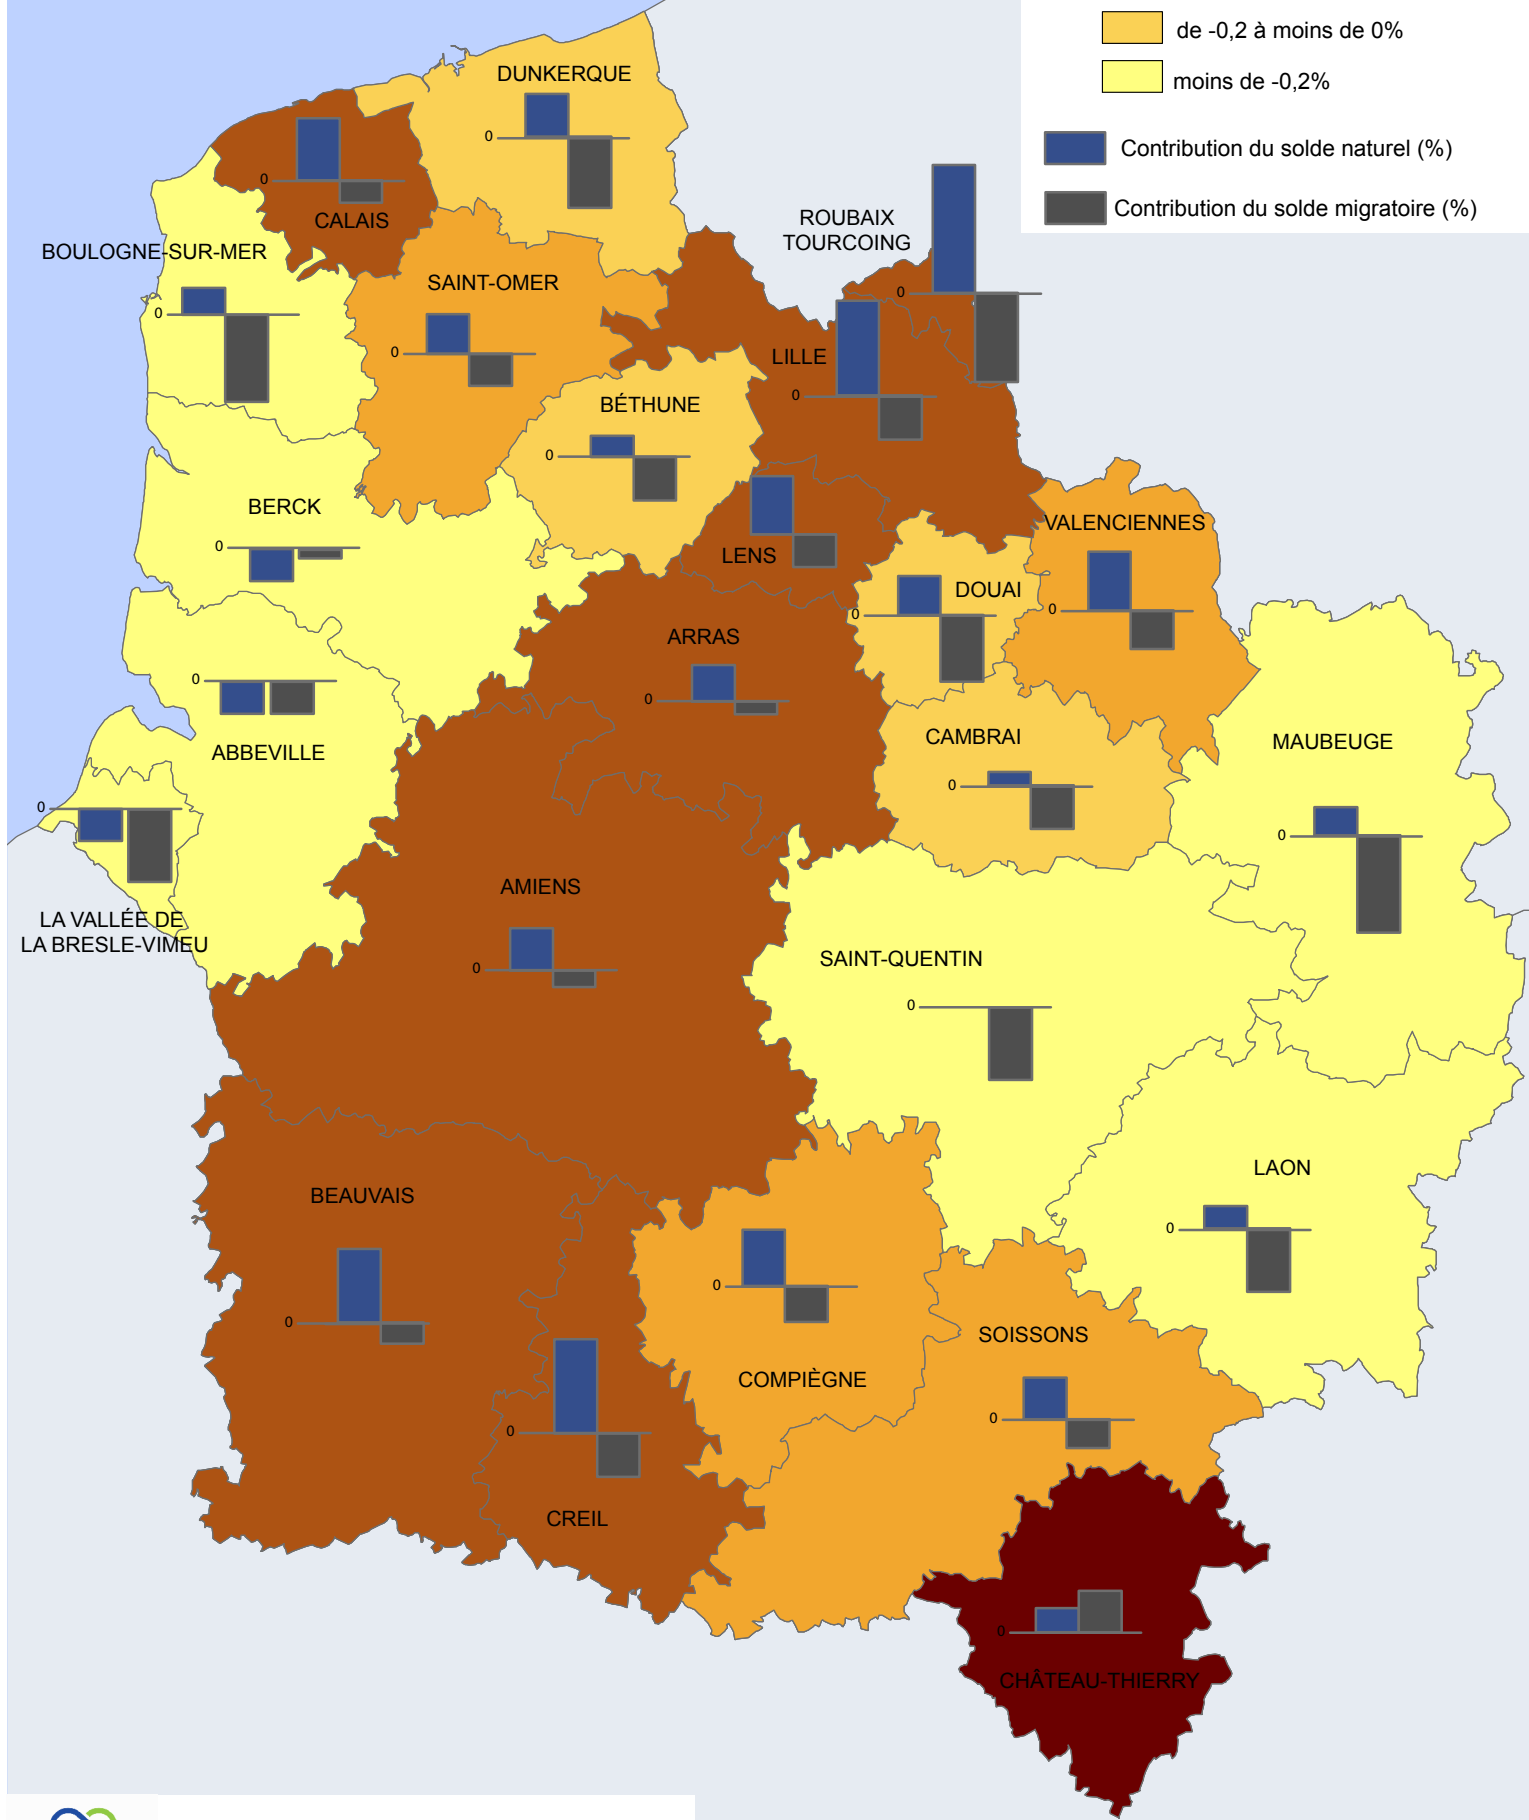 de -0,2 à moins de 0%
moins de -0,2%
Contribution du solde naturel (%)
Contribution du solde migratoire (%)
DUNKERQUE
0
0
CALAIS
ROUBAIX
TOURCOING
0
BOULOGNE-SUR-MER
0
SAINT-OMER
0
LILLE
0
BÉTHUNE
0
BERCK
0
LENS
VALENCIENNES
0
DOUAI
0
ARRAS
0
0
ABBEVILLE
CAMBRAI
0
MAUBEUGE
0
0
LA VALLÉE DE
LA BRESLE-VIMEU
AMIENS
0
SAINT-QUENTIN
0
LAON
0
BEAUVAIS
0
0
COMPIÈGNE
SOISSONS
0
0
CREIL
0
CHÂTEAU-THIERRY